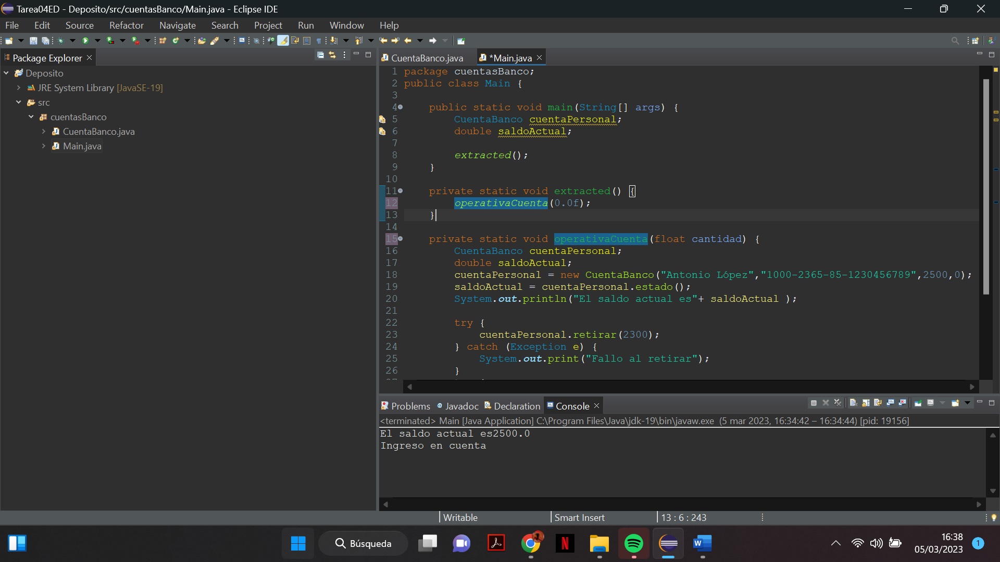 Tarea04ED - Deposito/src/cuentasBanco/Main.java - Eclipse IDE
File Edit Source Refactor Navigate Search Project Run Window Help
Package Explorer
Deposito
JRE System Library [JavaSE-19]
src
cuentasBanco
CuentaBanco.java
Main.java
CuentaBanco.java *Main.java
1 package cuentasBanco;
2 public class Main {
3
4 public static void main(String[] args) {
5 CuentaBanco cuentaPersonal;
6 double saldoActual;
7
8 extracted();
9 }
10
11 private static void extracted() {
12 operativaCuenta(0.0f);
13 }
14
15 private static void operativaCuenta(float cantidad) {
16 CuentaBanco cuentaPersonal;
17 double saldoActual;
18 cuentaPersonal = new CuentaBanco("Antonio López","1000-2365-85-1230456789",2500,0);
19 saldoActual = cuentaPersonal.estado();
20 System.out.println("El saldo actual es"+ saldoActual );
21
22 try {
23 cuentaPersonal.retirar(2300);
24 } catch (Exception e) {
25 System.out.print("Fallo al retirar");
26 }
Problems Javadoc Declaration Console
<terminated> Main [Java Application] C:\Program Files\Java\jdk-19\bin\javaw.exe (5 mar 2023, 16:34:42 – 16:34:44) [pid: 19156]
El saldo actual es2500.0
Ingreso en cuenta
Writable Smart Insert 13 : 6 : 243
Búsqueda
16:38
05/03/2023
1